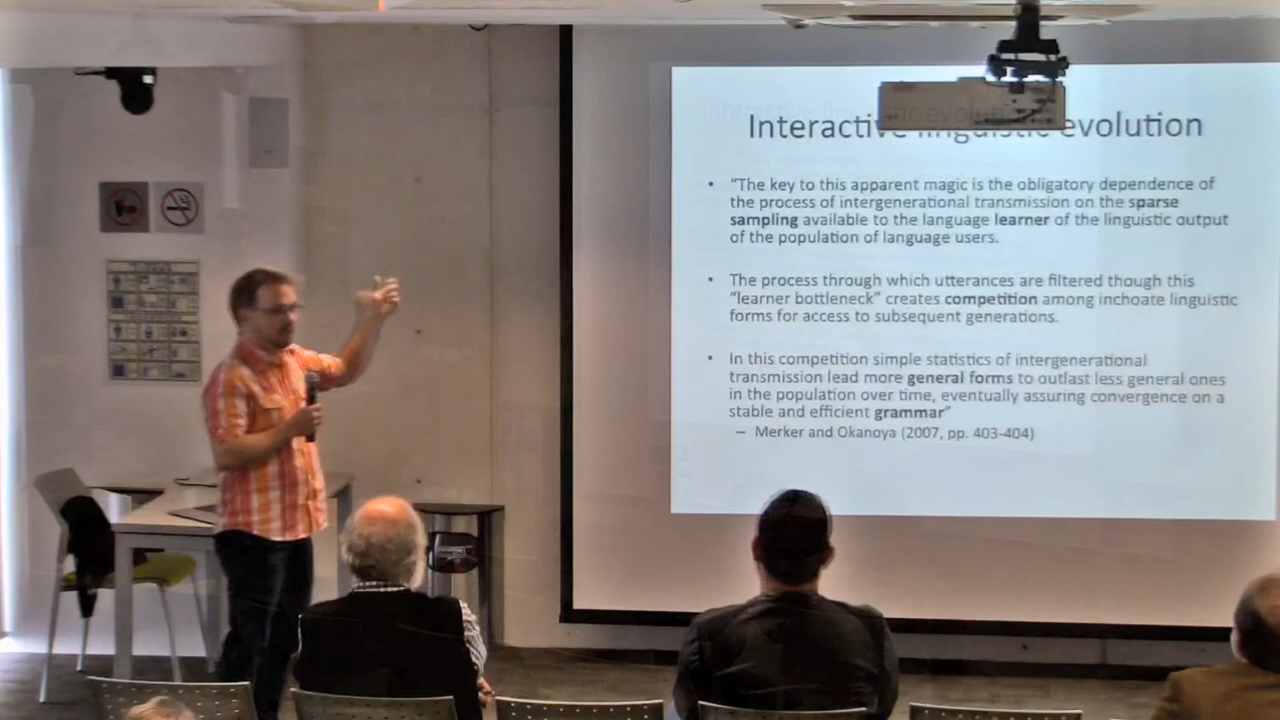 Interactive linguistic evolution
• "The key to this apparent magic is the obligatory dependence of
the process of intergenerational transmission on the sparse
sampling available to the language learner of the linguistic output
of the population of language users.
• The process through which utterances are filtered though this
"learner bottleneck" creates competition among inchoate linguistic
forms for access to subsequent generations.
• In this competition simple statistics of intergenerational
transmission lead more general forms to outlast less general ones
in the population over time, eventually assuring convergence on a
stable and efficient grammar"
– Merker and Okanoya (2007, pp. 403-404)